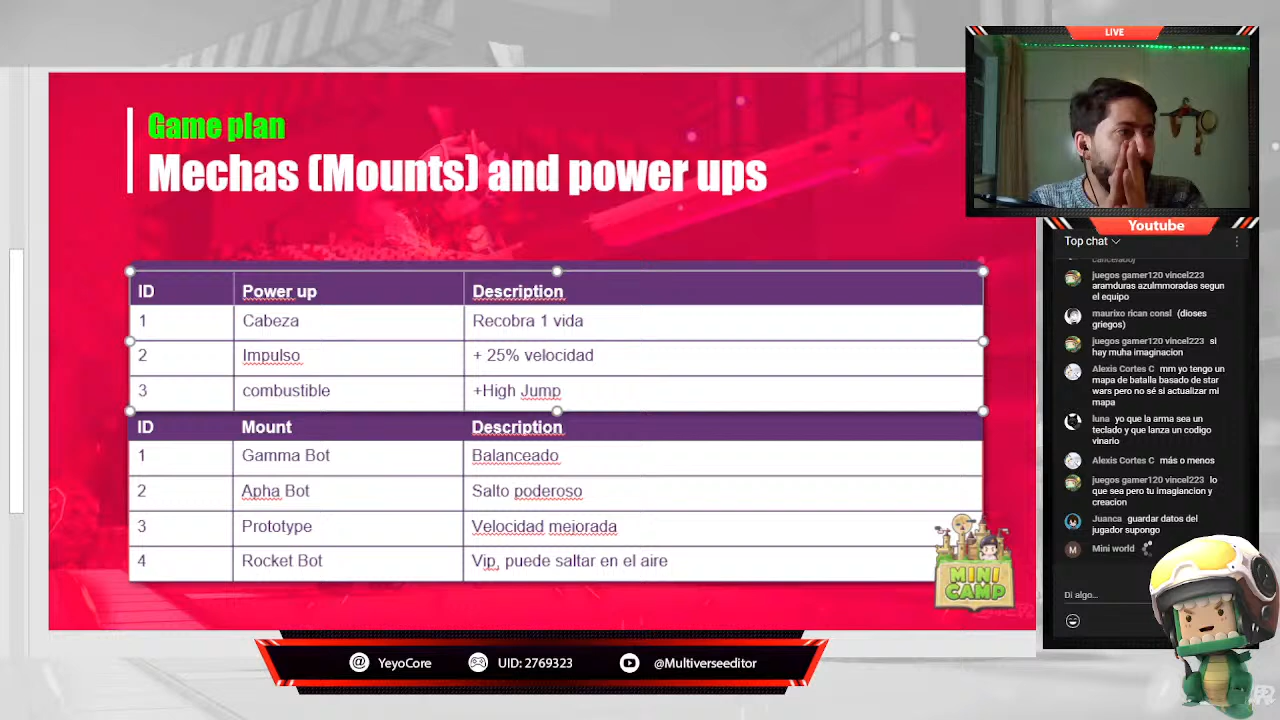 LIVE
Game plan
Mechas (Mounts) and power ups
ID Power up Description
1 Cabeza Recobra 1 vida
2 Impulso + 25% velocidad
3 combustible +High Jump
ID Mount Description
1 Gamma Bot Balanceado
2 Apha Bot Salto poderoso
3 Prototype Velocidad mejorada
4 Rocket Bot Vip, puede saltar en el aire
MINI
CAMP
Youtube
Top chat
juegos gamer120 vincel223
aramduras azulmmoradas segun
el equipo
maurixo rican consl (dioses
griegos)
juegos gamer120 vincel223 si
hay muha imaginacion
Alexis Cortes C mm yo tengo un
mapa de batalla basado de star
wars pero no sé si actualizar mi
mapa
luna yo que la arma sea un
teclado y que lanza un codigo
vinario
Alexis Cortes C más o menos
juegos gamer120 vincel223 lo
que sea pero tu imagiancion y
creacion
Juanca guardar datos del
jugador supongo
M Mini world
Di algo...
@ YeyoCore UID: 2769323 @Multiverseeditor